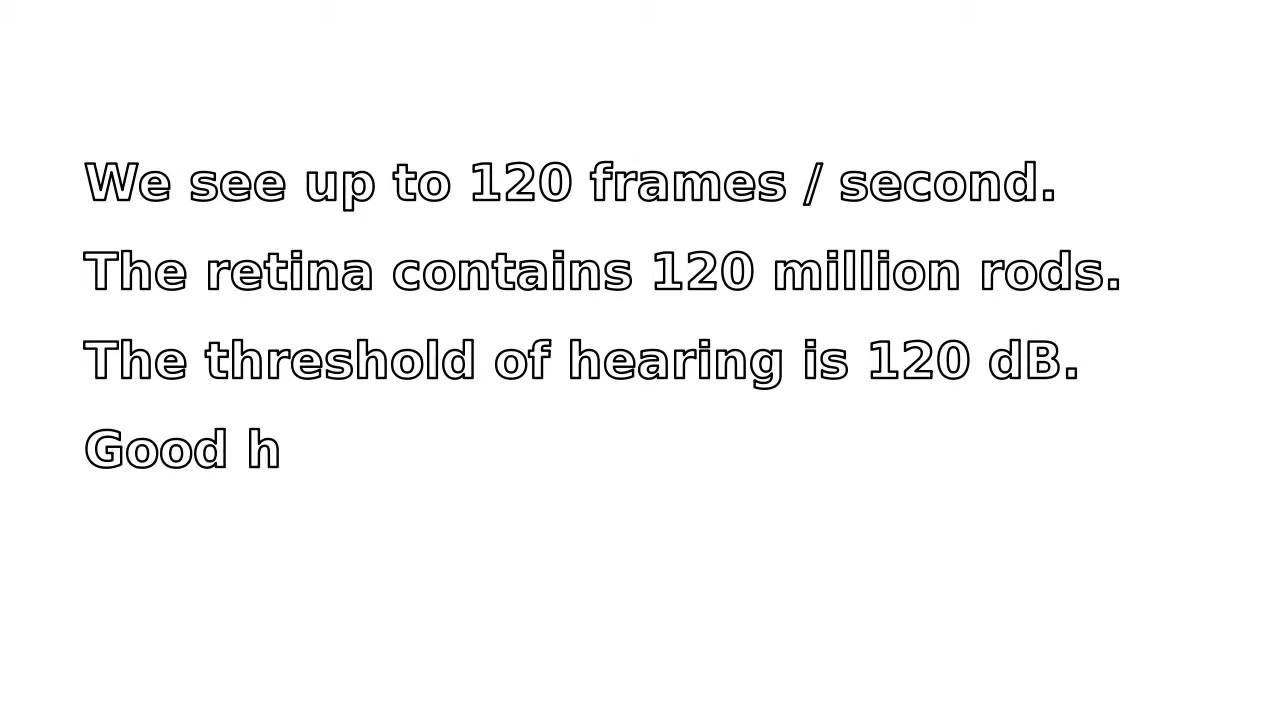 We see up to 120 frames / second.
The retina contains 120 million rods.
The threshold of hearing is 120 dB.
Good h